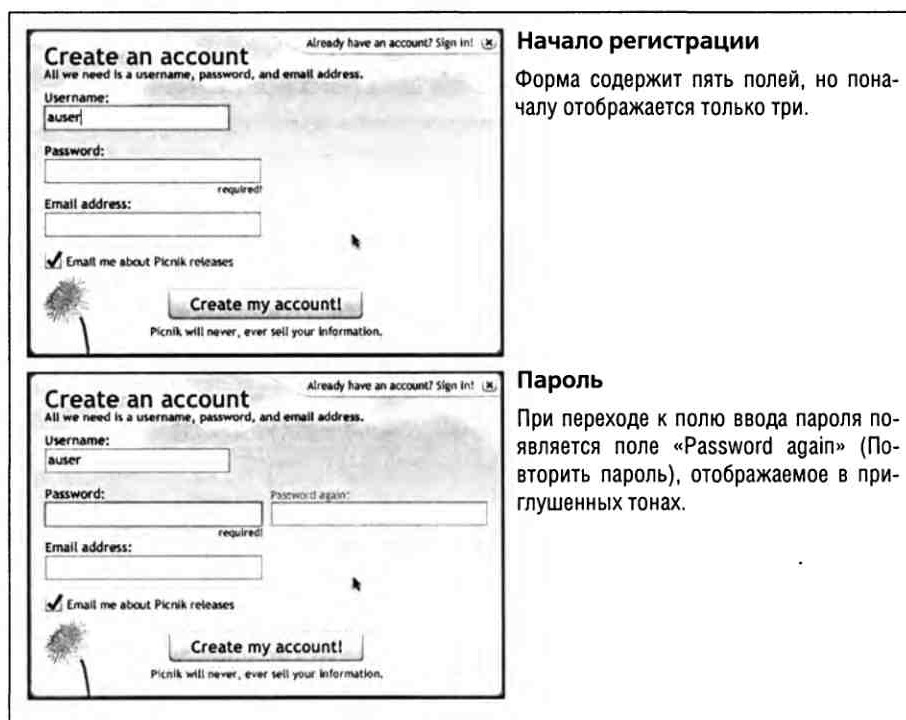 Already have an account? Sign in!
Create an account
All we need is a username, password, and email address.
Username:
auser
Password:
required!
Email address:
Email me about Picnik releases
Create my account!
Picnik will never, ever sell your information.
Начало регистрации
Форма содержит пять полей, но пона-
чалу отображается только три.
Already have an account? Sign in!
Create an account
All we need is a username, password, and email address.
Username:
auser
Password:
Password again:
required!
Email address:
Email me about Picnik releases
Create my account!
Picnik will never, ever sell your information.
Пароль
При переходе к полю ввода пароля по-
является поле «Password again» (По-
вторить пароль), отображаемое в при-
глушенных тонах.